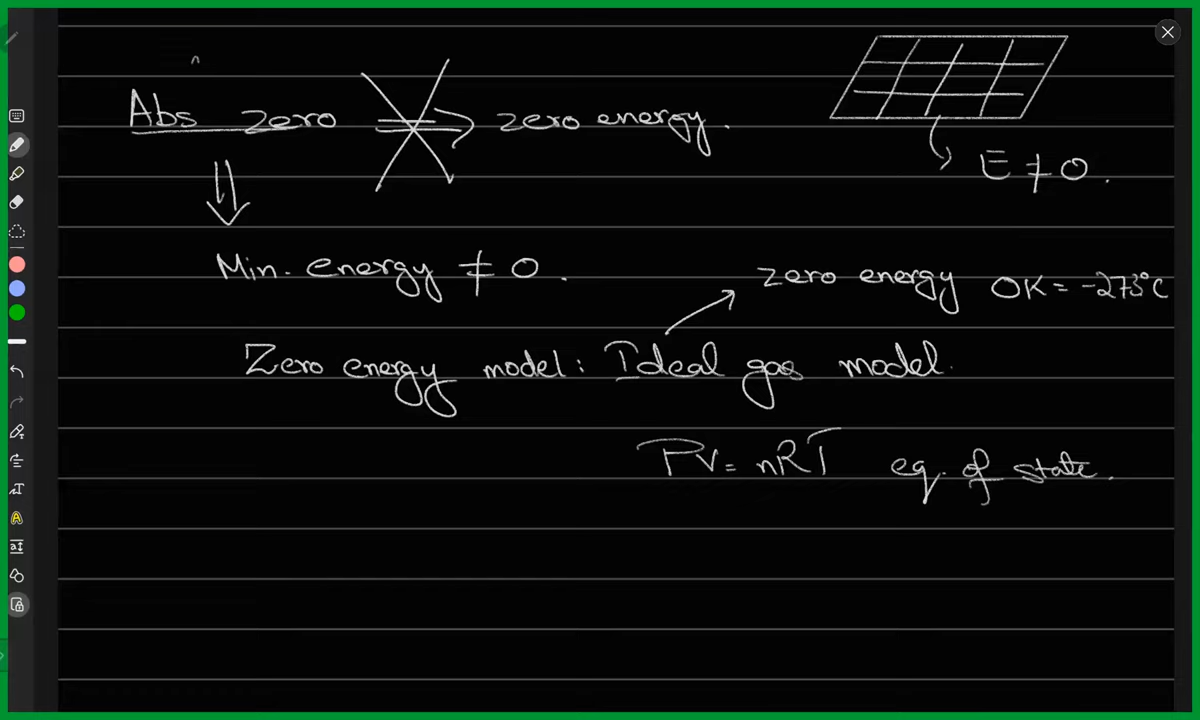 Abs zero ⇒ zero energy.
E ≠ 0.
⇓
Min. energy ≠ 0.
zero energy 0K = -273°C
Zero energy model: Ideal gas model.
PV = nRT eq. of state.